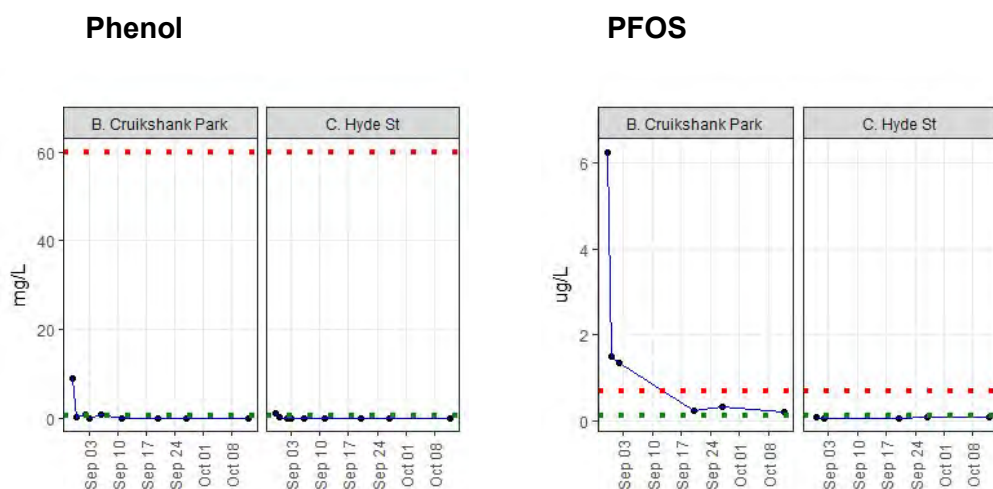 Phenol
PFOS
B. Cruikshank Park
C. Hyde St
B. Cruikshank Park
C. Hyde St
mg/L
60
40
20
0
ug/L
6
4
2
0
Sep 03
Sep 10
Sep 17
Sep 24
Oct 01
Oct 08
Sep 03
Sep 10
Sep 17
Sep 24
Oct 01
Oct 08
Sep 03
Sep 10
Sep 17
Sep 24
Oct 01
Oct 08
Sep 03
Sep 10
Sep 17
Sep 24
Oct 01
Oct 08